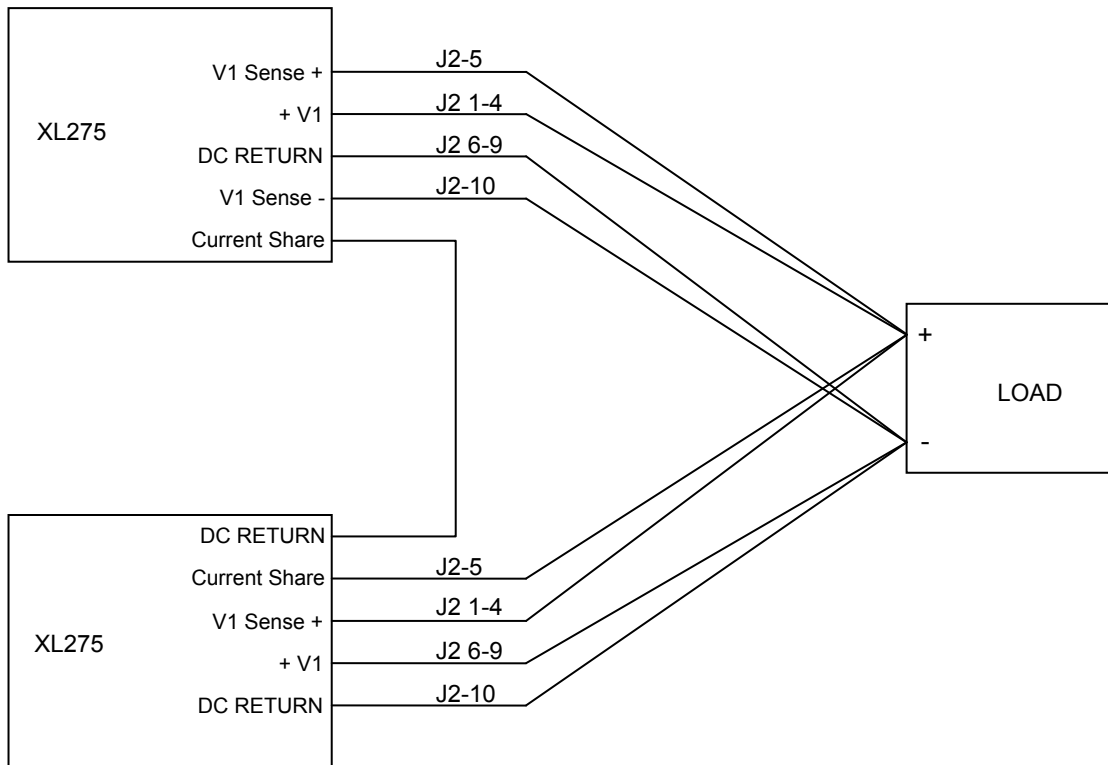 V1 Sense +
J2-5
+ V1
J2 1-4
XL275
DC RETURN
J2 6-9
V1 Sense -
J2-10
Current Share
+
LOAD
-
DC RETURN
Current Share
J2-5
V1 Sense +
J2 1-4
XL275
+ V1
J2 6-9
DC RETURN
J2-10